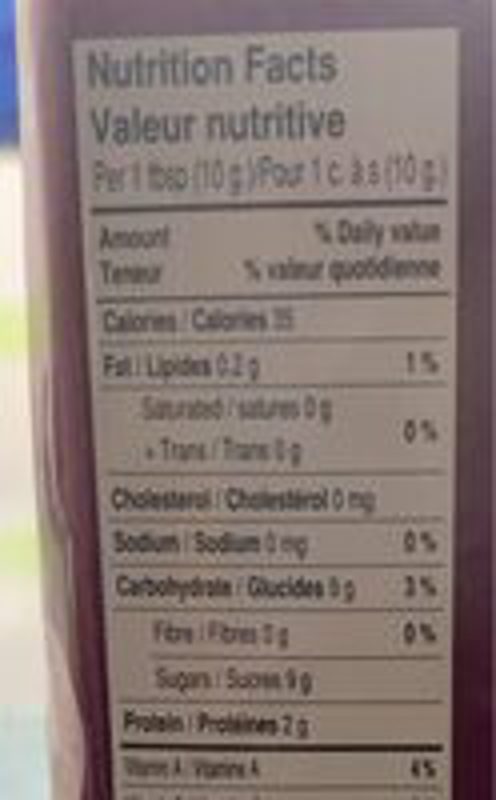 Nutrition Facts
Valeur nutritive
Per 1 tbsp (10 g)/Pour 1 c. à s (10 g)
Amount % Daily value
Teneur % valeur quotidienne
Calories / Calories 35
Fat / Lipides 0.2 g 1 %
Saturated / saturés 0 g
+ Trans / Trans 0 g 0 %
Cholesterol / Cholestérol 0 mg
Sodium / Sodium 0 mg 0 %
Carbohydrate / Glucides 9 g 3 %
Fibre / Fibres 0 g 0 %
Sugars / Sucres 9 g
Protein / Protéines 2 g
Vitamin A / Vitamine A 4 %